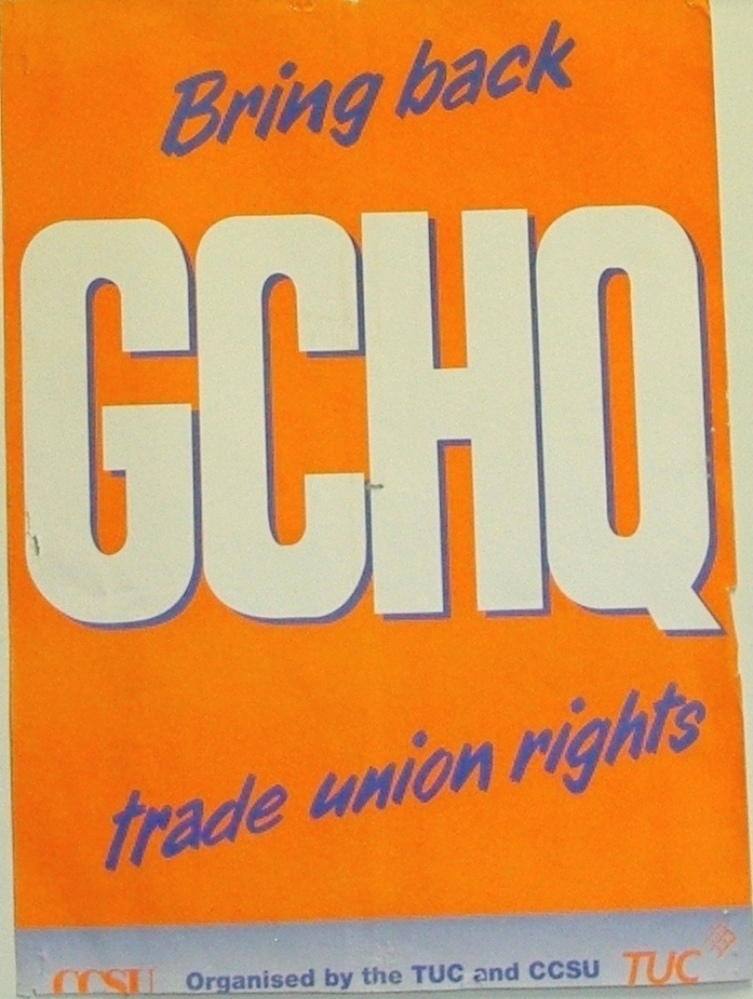 Bring back
GCHQ
trade union rights
CCSU Organised by the TUC and CCSU TUC